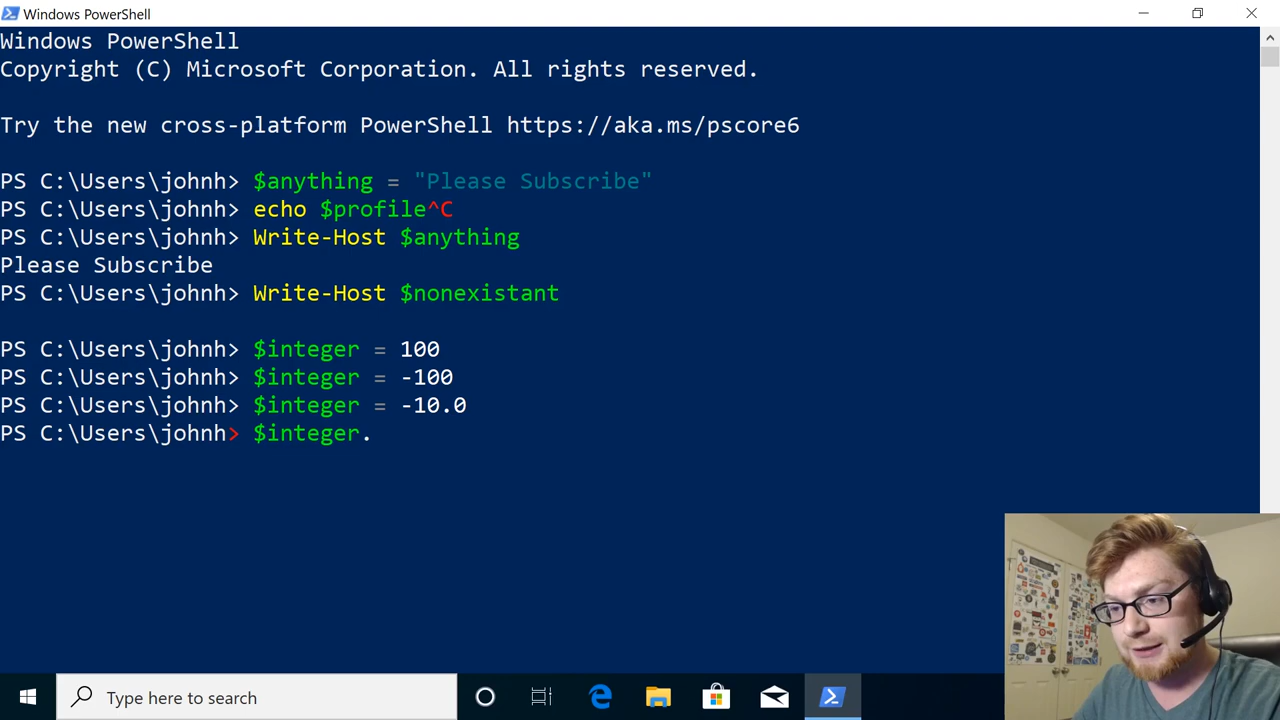 Windows PowerShell
Windows PowerShell
Copyright (C) Microsoft Corporation. All rights reserved.
Try the new cross-platform PowerShell https://aka.ms/pscore6
PS C:\Users\johnh> $anything = "Please Subscribe"
PS C:\Users\johnh> echo $profile^C
PS C:\Users\johnh> Write-Host $anything
Please Subscribe
PS C:\Users\johnh> Write-Host $nonexistant
PS C:\Users\johnh> $integer = 100
PS C:\Users\johnh> $integer = -100
PS C:\Users\johnh> $integer = -10.0
PS C:\Users\johnh> $integer.
Type here to search